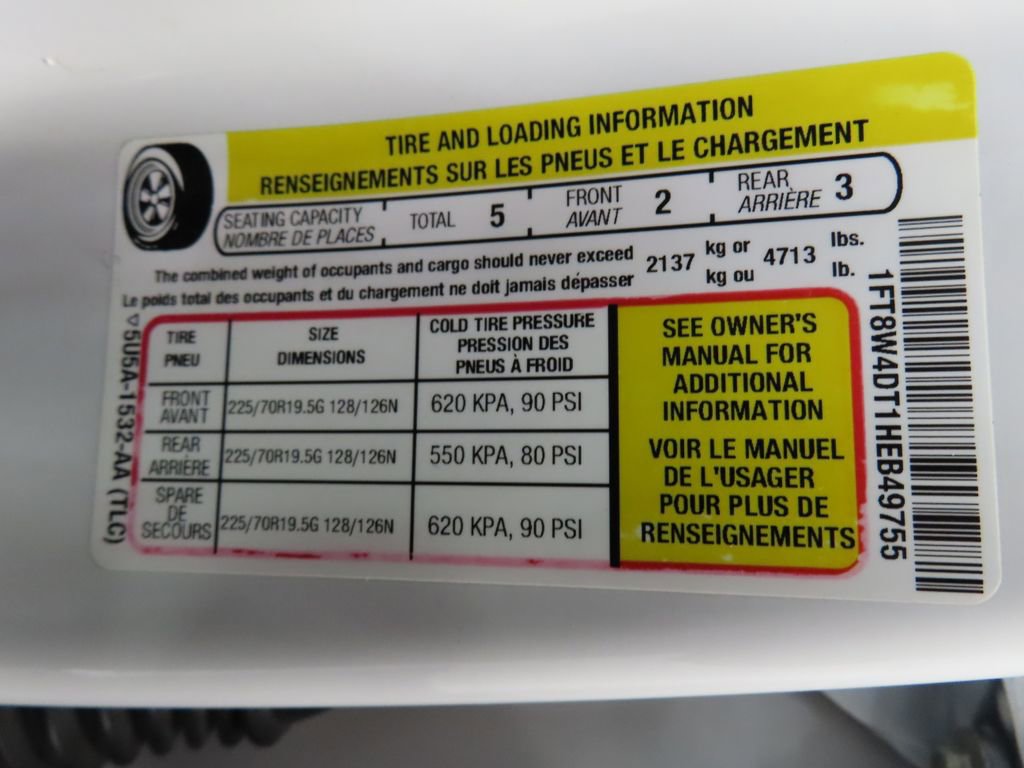 TIRE AND LOADING INFORMATION
RENSEIGNEMENTS SUR LES PNEUS ET LE CHARGEMENT
SEATING CAPACITY
NOMBRE DE PLACES
TOTAL 5
FRONT
AVANT
2
REAR
ARRIÈRE
3
The combined weight of occupants and cargo should never exceed
Le poids total des occupants et du chargement ne doit jamais dépasser
2137
kg or
kg ou
4713
lbs.
lb.
TIRE
PNEU
SIZE
DIMENSIONS
COLD TIRE PRESSURE
PRESSION DES
PNEUS À FROID
FRONT
AVANT
225/70R19.5G 128/126N
620 KPA, 90 PSI
REAR
ARRIÈRE
225/70R19.5G 128/126N
550 KPA, 80 PSI
SPARE
DE
SECOURS
225/70R19.5G 128/126N
620 KPA, 90 PSI
SEE OWNER'S
MANUAL FOR
ADDITIONAL
INFORMATION
VOIR LE MANUEL
DE L'USAGER
POUR PLUS DE
RENSEIGNEMENTS
5U5A-1532-AA (TLC)
1FT8W4DT1HEB49755